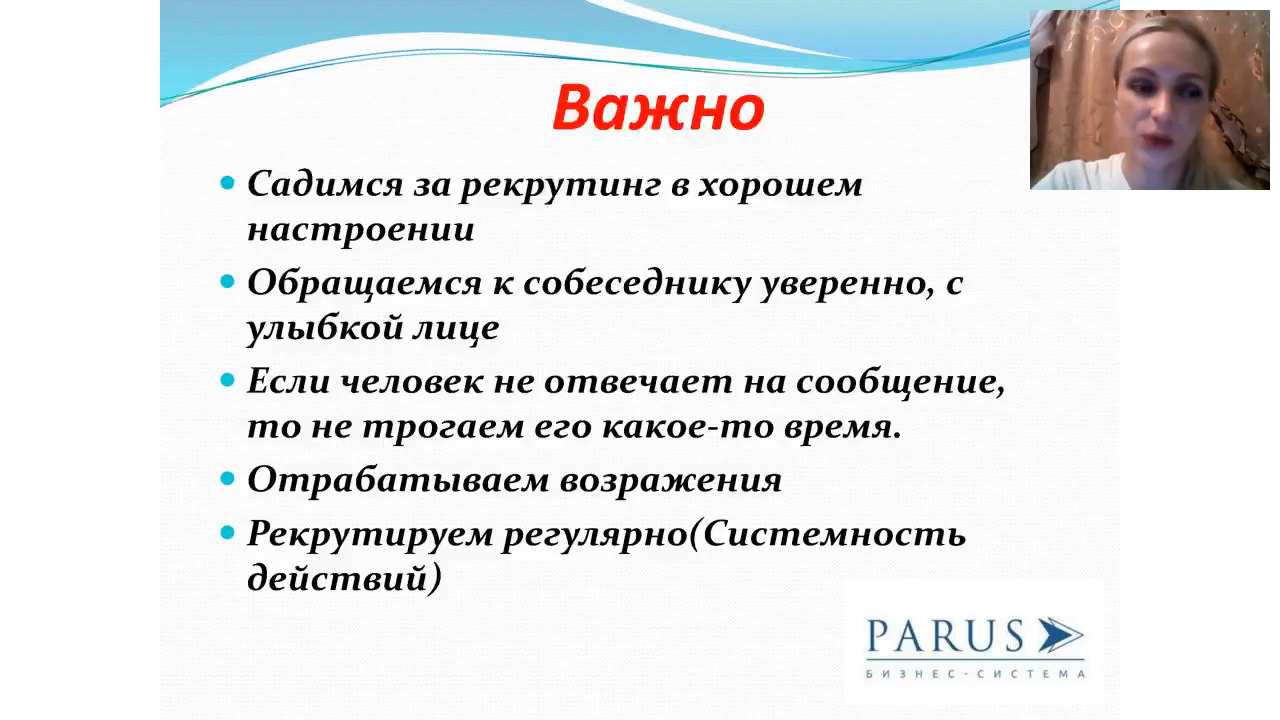 Важно
Садимся за рекрутинг в хорошем
настроении
Обращаемся к собеседнику уверенно, с
улыбкой лице
Если человек не отвечает на сообщение,
то не трогаем его какое-то время.
Отрабатываем возражения
Рекрутируем регулярно(Системность
действий)
PARUS
БИЗНЕС-СИСТЕМА